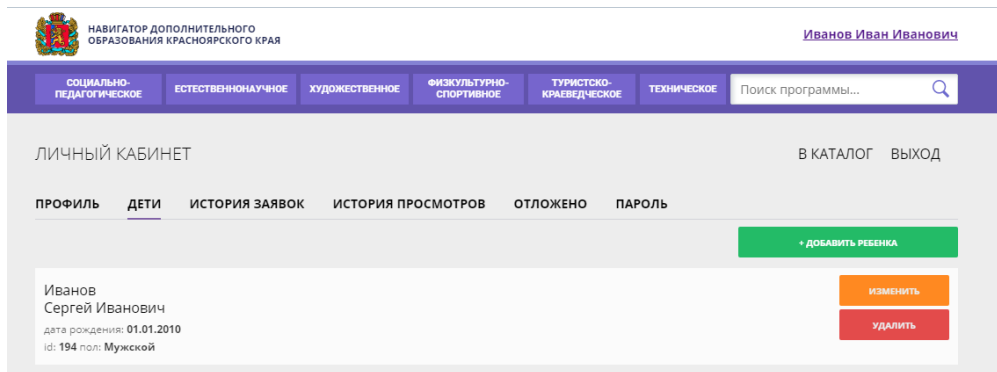 НАВИГАТОР ДОПОЛНИТЕЛЬНОГО
ОБРАЗОВАНИЯ КРАСНОЯРСКОГО КРАЯ
Иванов Иван Иванович
СОЦИАЛЬНО-
ПЕДАГОГИЧЕСКОЕ
ЕСТЕСТВЕННОНАУЧНОЕ
ХУДОЖЕСТВЕННОЕ
ФИЗКУЛЬТУРНО-
СПОРТИВНОЕ
ТУРИСТСКО-
КРАЕВЕДЧЕСКОЕ
ТЕХНИЧЕСКОЕ
Поиск программы...
ЛИЧНЫЙ КАБИНЕТ
В КАТАЛОГ ВЫХОД
ПРОФИЛЬ ДЕТИ ИСТОРИЯ ЗАЯВОК ИСТОРИЯ ПРОСМОТРОВ ОТЛОЖЕНО ПАРОЛЬ
+ ДОБАВИТЬ РЕБЕНКА
Иванов
Сергей Иванович
дата рождения: 01.01.2010
id: 194 пол: Мужской
ИЗМЕНИТЬ
УДАЛИТЬ